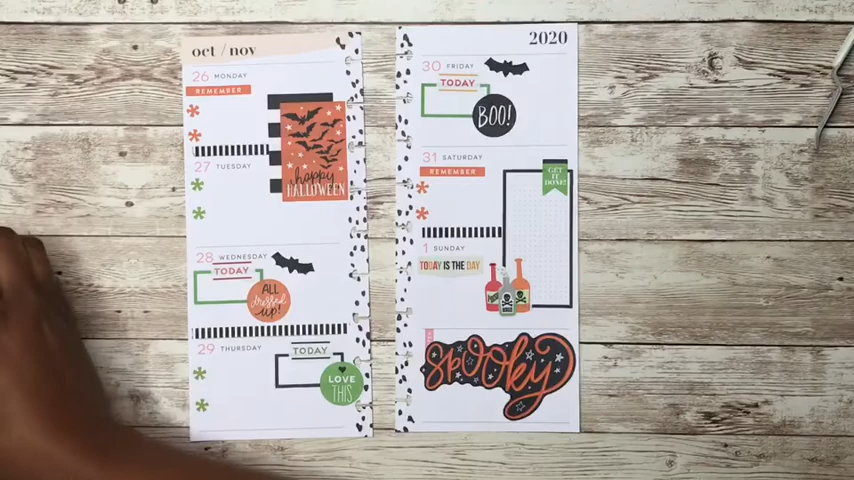 oct / nov
26 MONDAY
REMEMBER
happy
HALLOWEEN
27 TUESDAY
28 WEDNESDAY
TODAY
ALL
dressed
up!
29 THURSDAY
TODAY
LOVE
THIS
2020
30 FRIDAY
TODAY
BOO!
31 SATURDAY
REMEMBER
GET
IT
DONE!
1 SUNDAY
TODAY IS THE DAY
SPOOKY